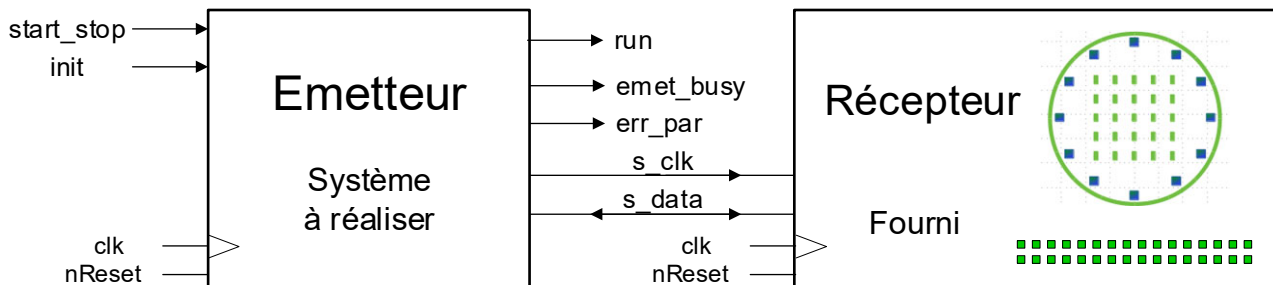 start_stop
init
Emetteur
Système
à réaliser
clk
nReset
run
emet_busy
err_par
s_clk
s_data
Récepteur
Fourni
clk
nReset